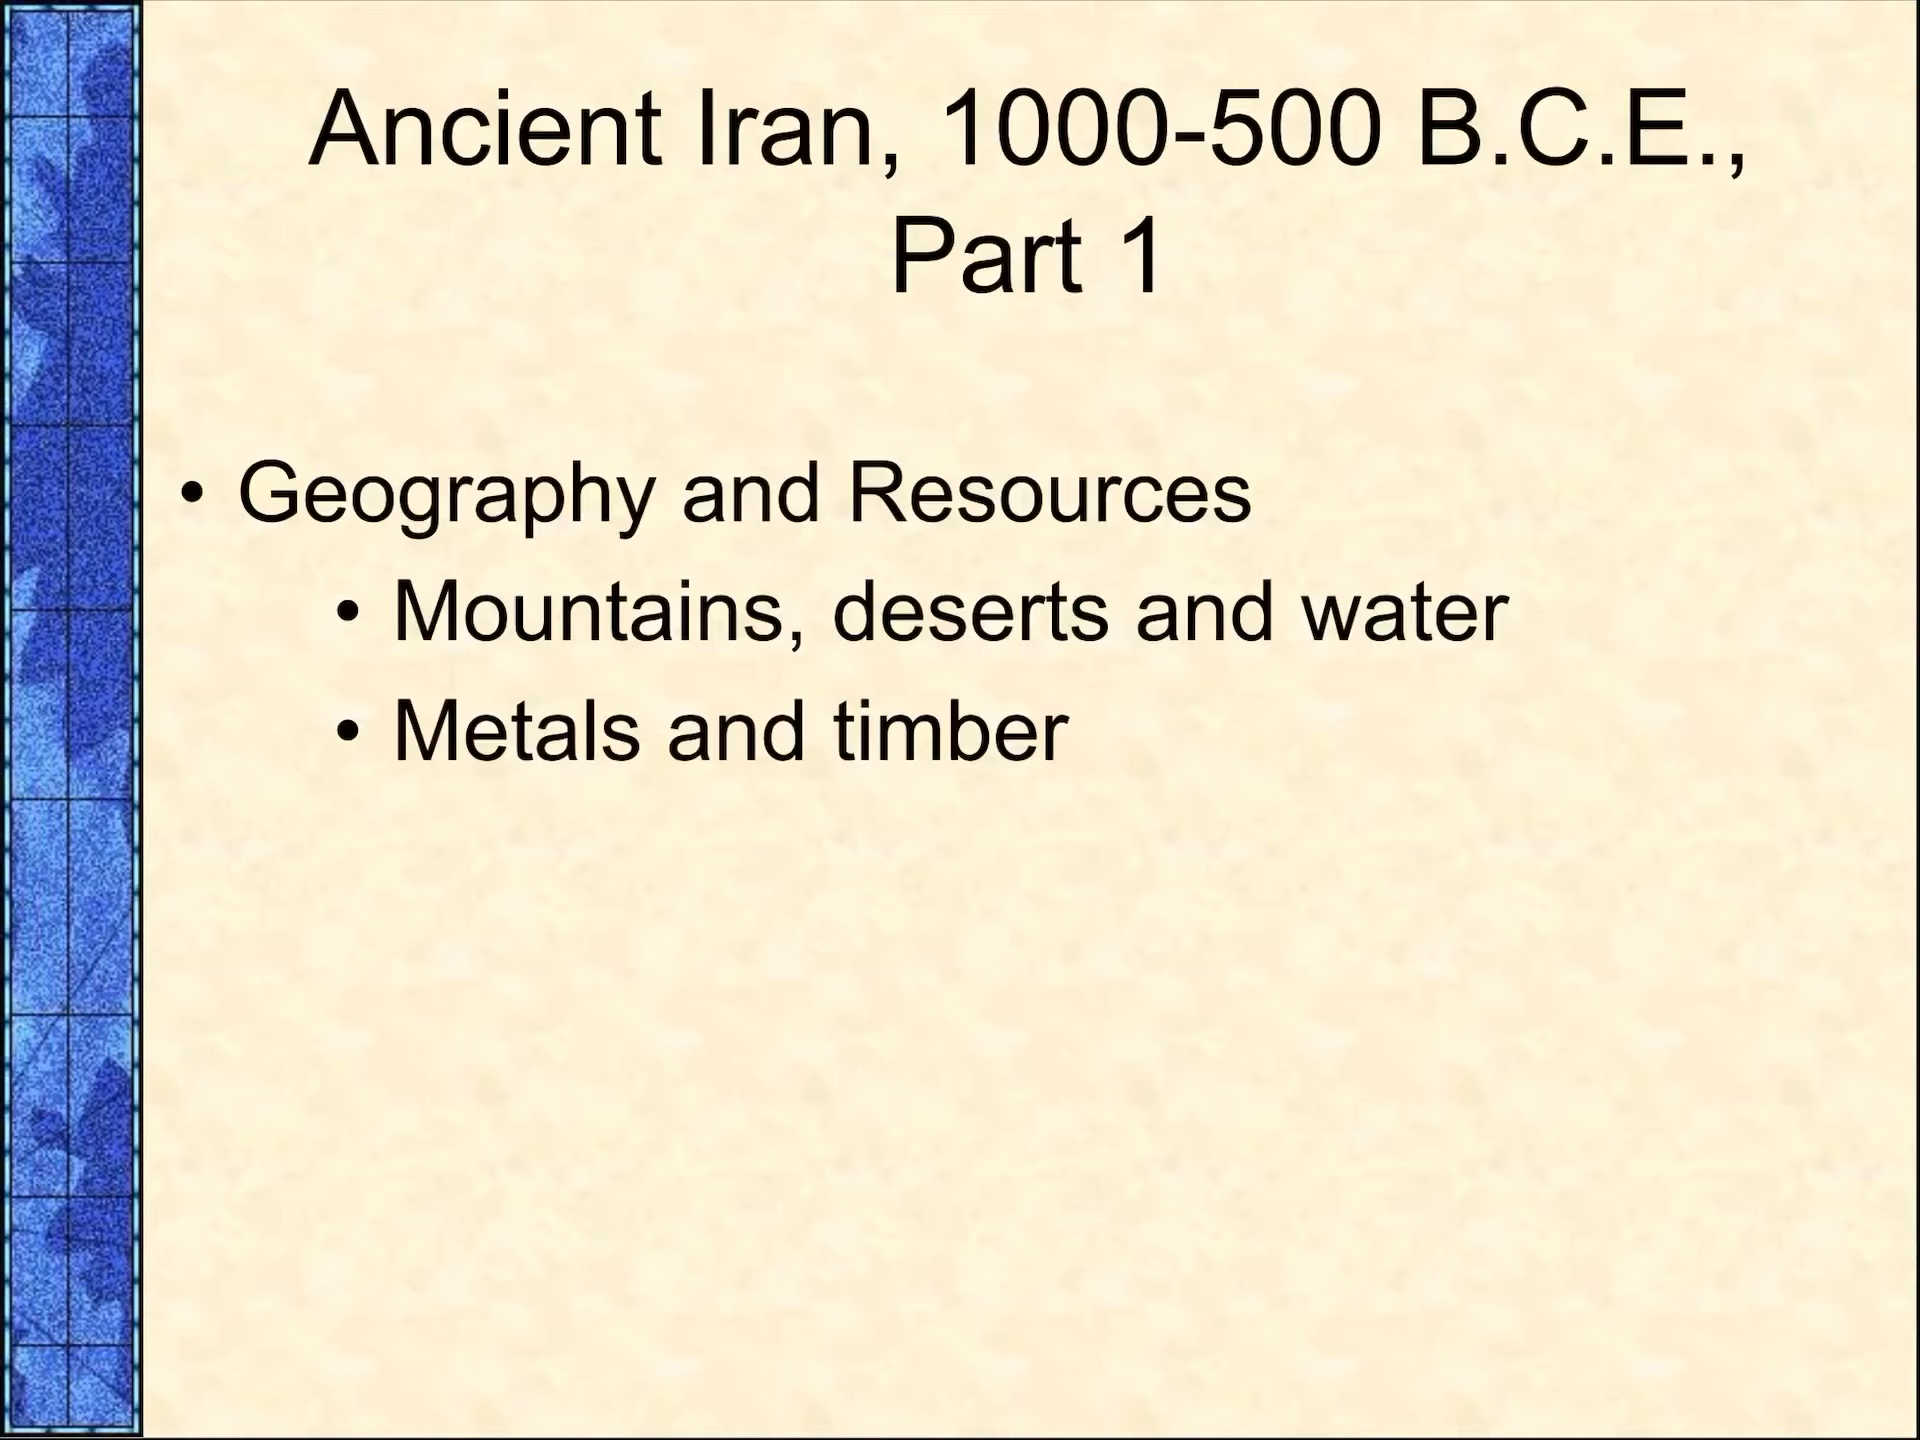 Ancient Iran, 1000-500 B.C.E.,
Part 1
• Geography and Resources
• Mountains, deserts and water
• Metals and timber